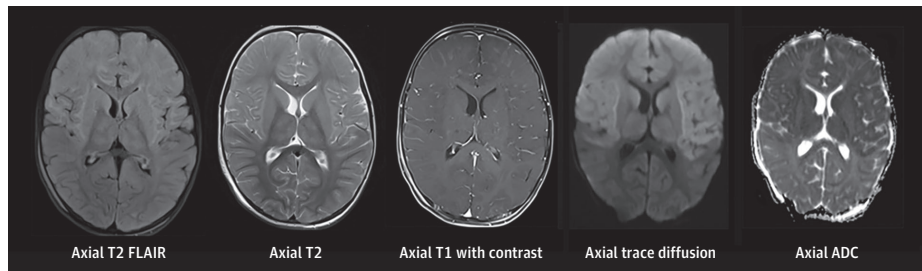 Axial T2 FLAIR
Axial T2
Axial T1 with contrast
Axial trace diffusion
Axial ADC